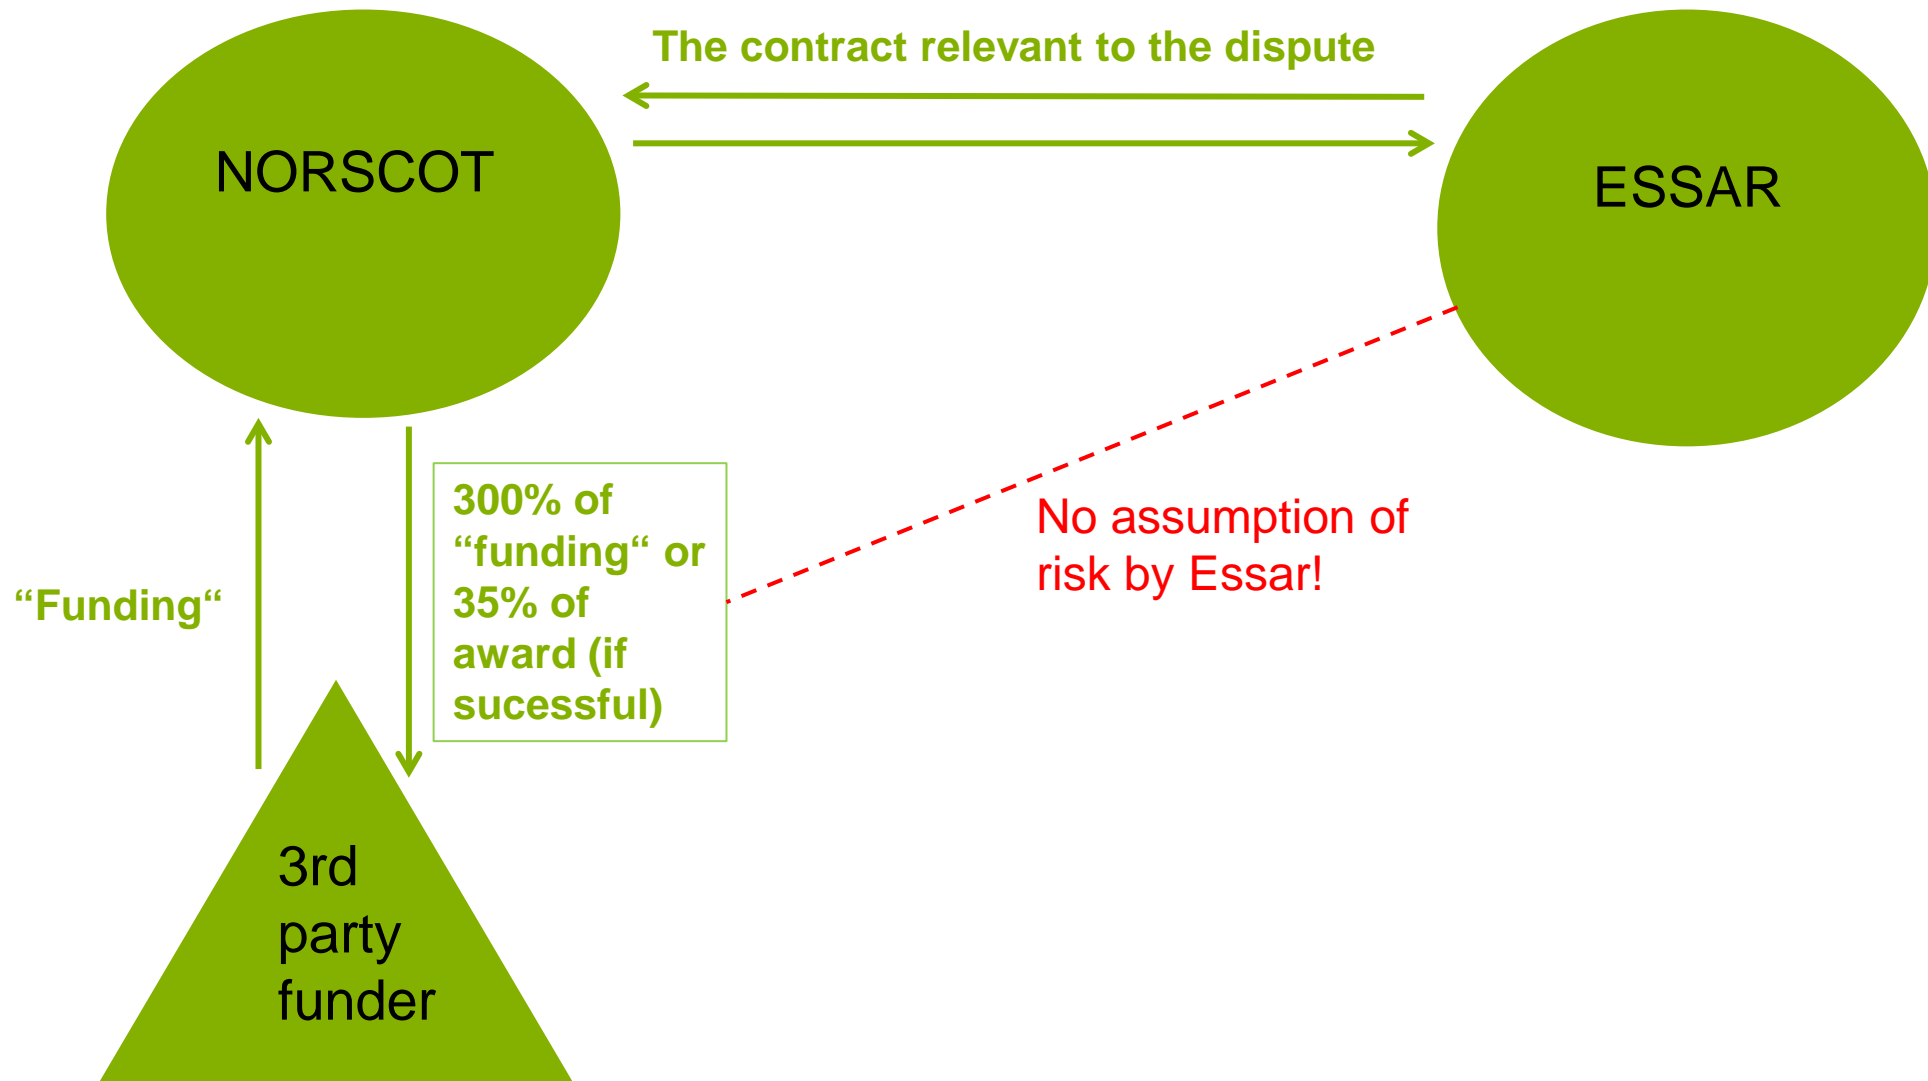 The contract relevant to the dispute
NORSCOT
ESSAR
300% of
“funding“ or
35% of
award (if
sucessful)
No assumption of
risk by Essar!
“Funding“
3rd
party
funder